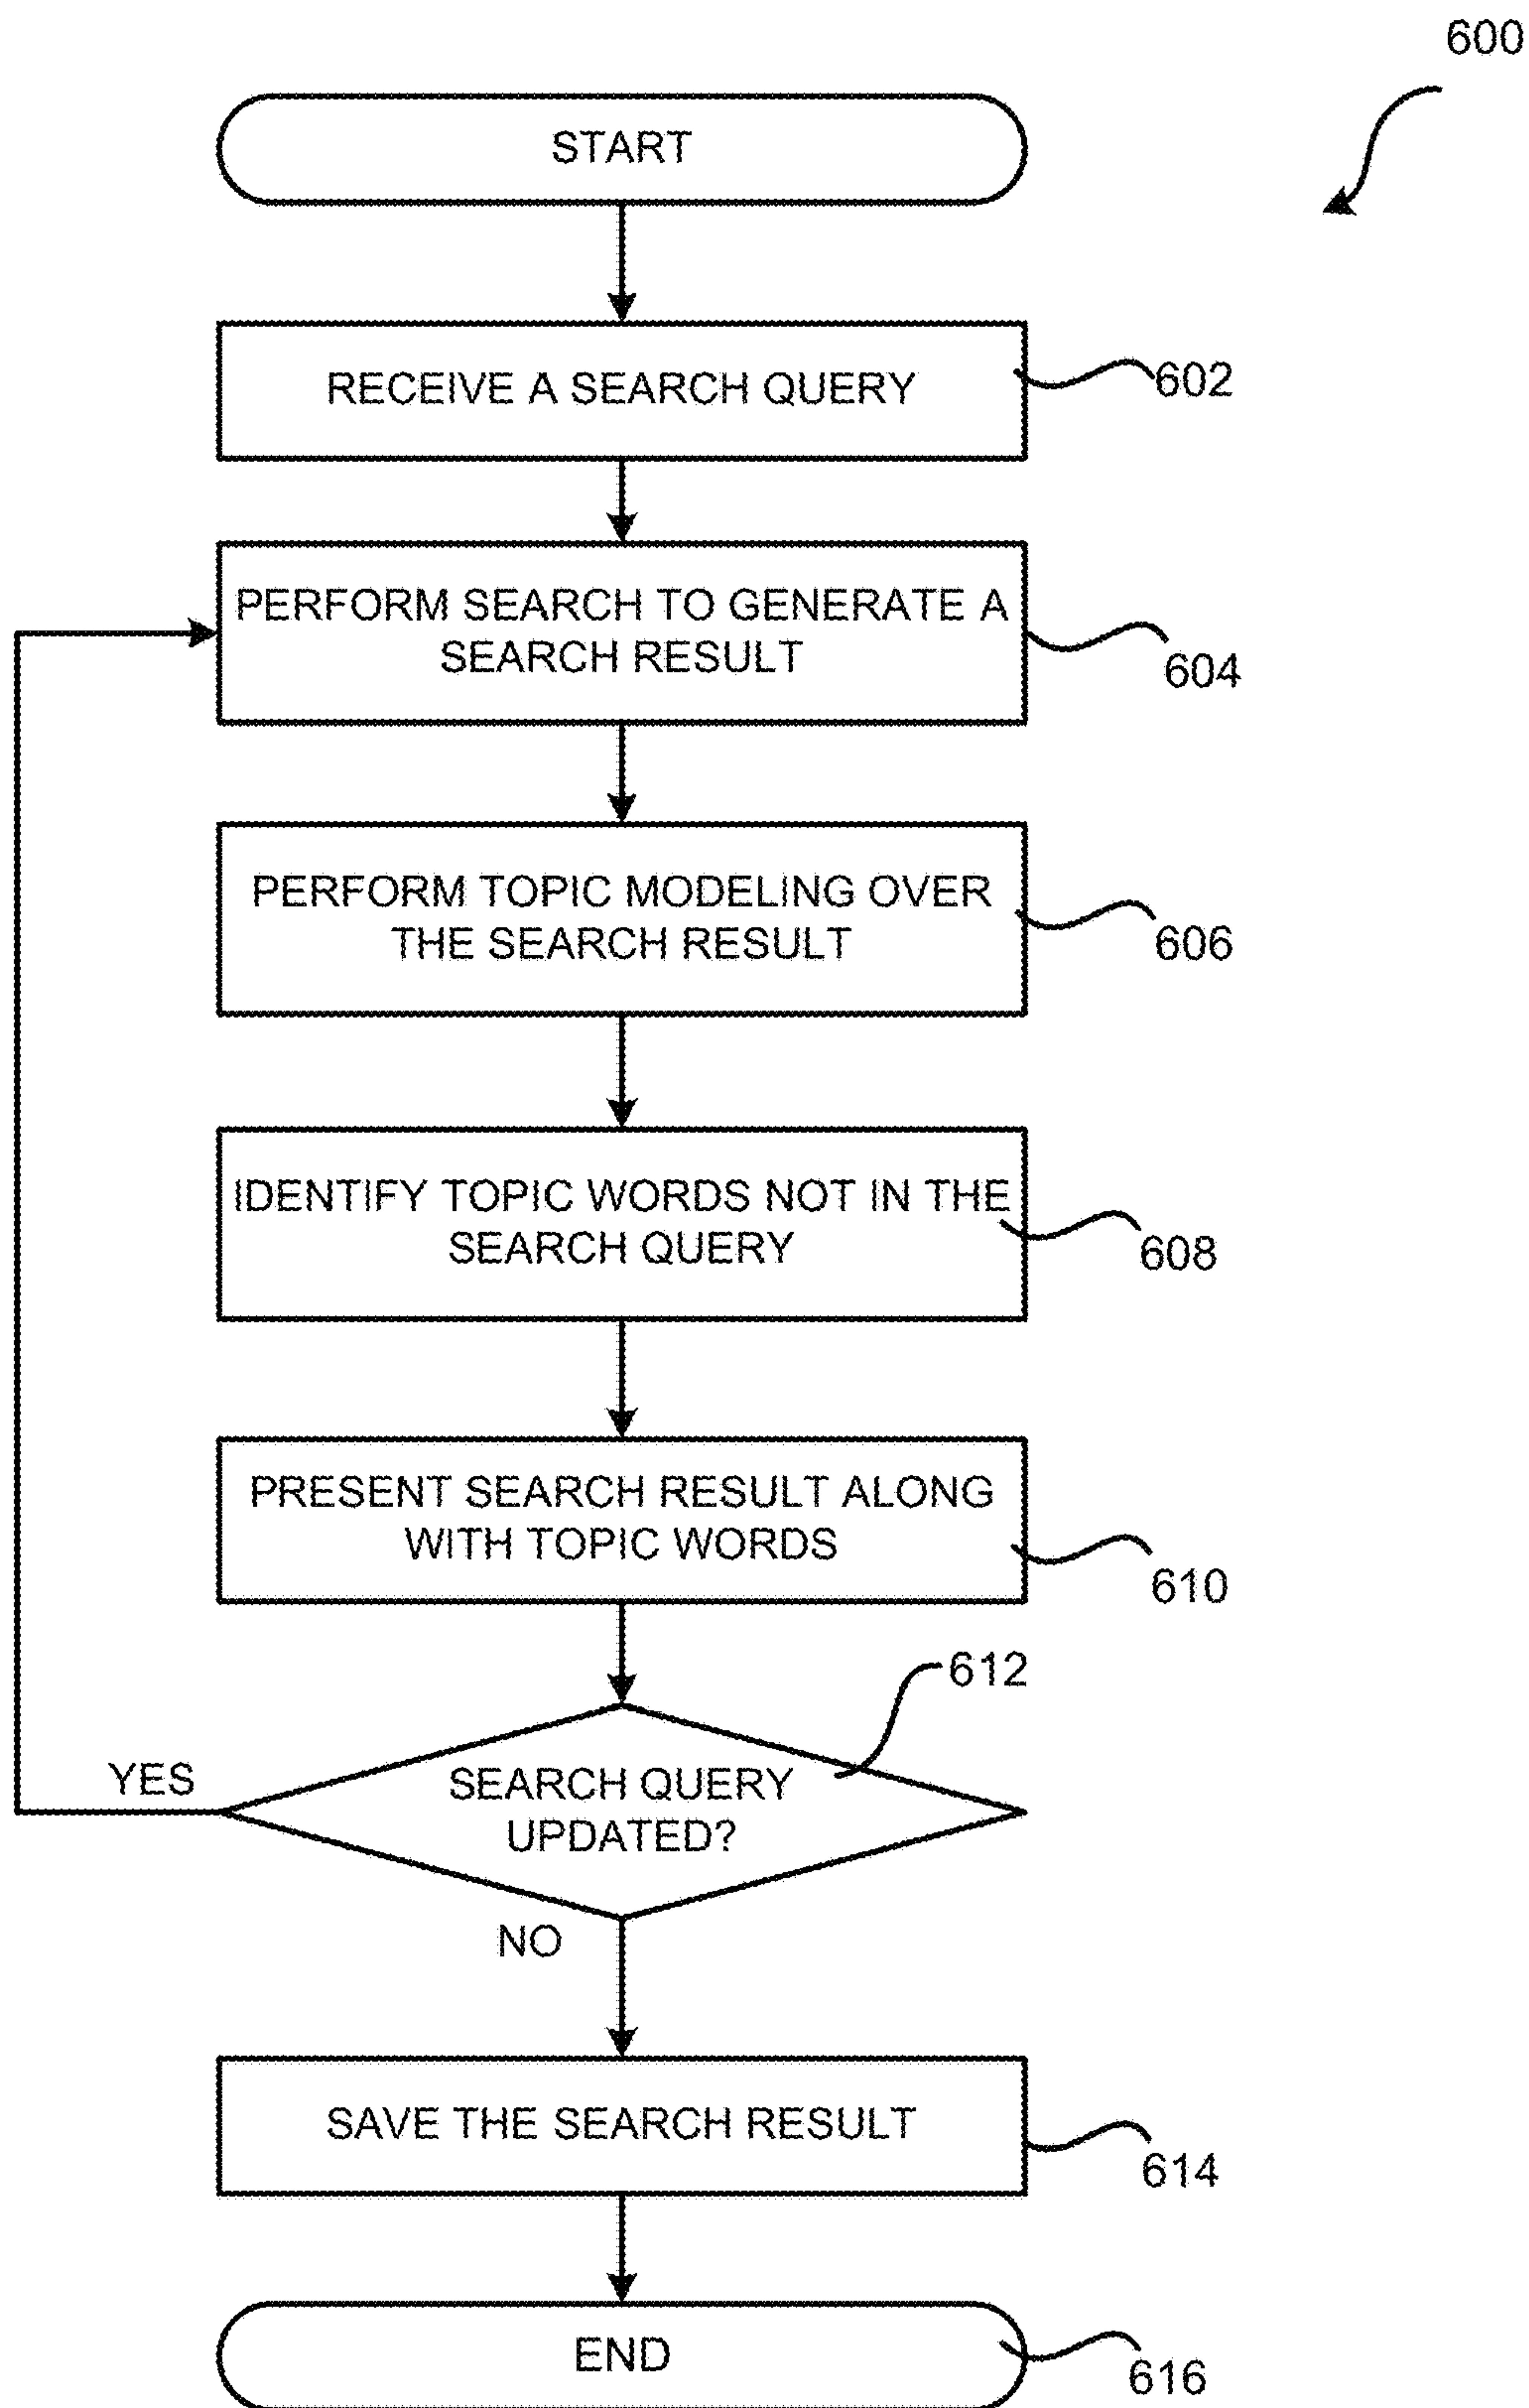 600
START
RECEIVE A SEARCH QUERY
602
PERFORM SEARCH TO GENERATE A
SEARCH RESULT
604
PERFORM TOPIC MODELING OVER
THE SEARCH RESULT
606
IDENTIFY TOPIC WORDS NOT IN THE
SEARCH QUERY
608
PRESENT SEARCH RESULT ALONG
WITH TOPIC WORDS
610
612
YES
SEARCH QUERY
UPDATED?
NO
SAVE THE SEARCH RESULT
614
END
616